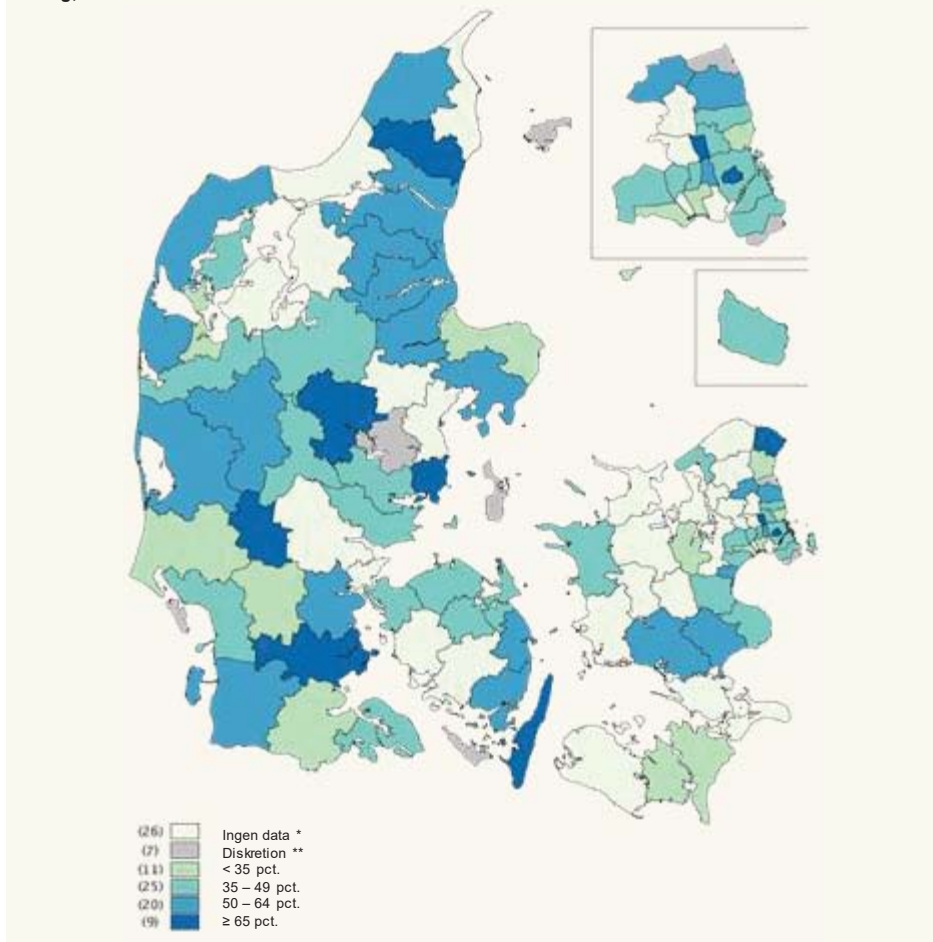 (26) Ingen data *
(7) Diskretion **
(11) < 35 pct.
(25) 35 – 49 pct.
(20) 50 – 64 pct.
(9) ≥ 65 pct.